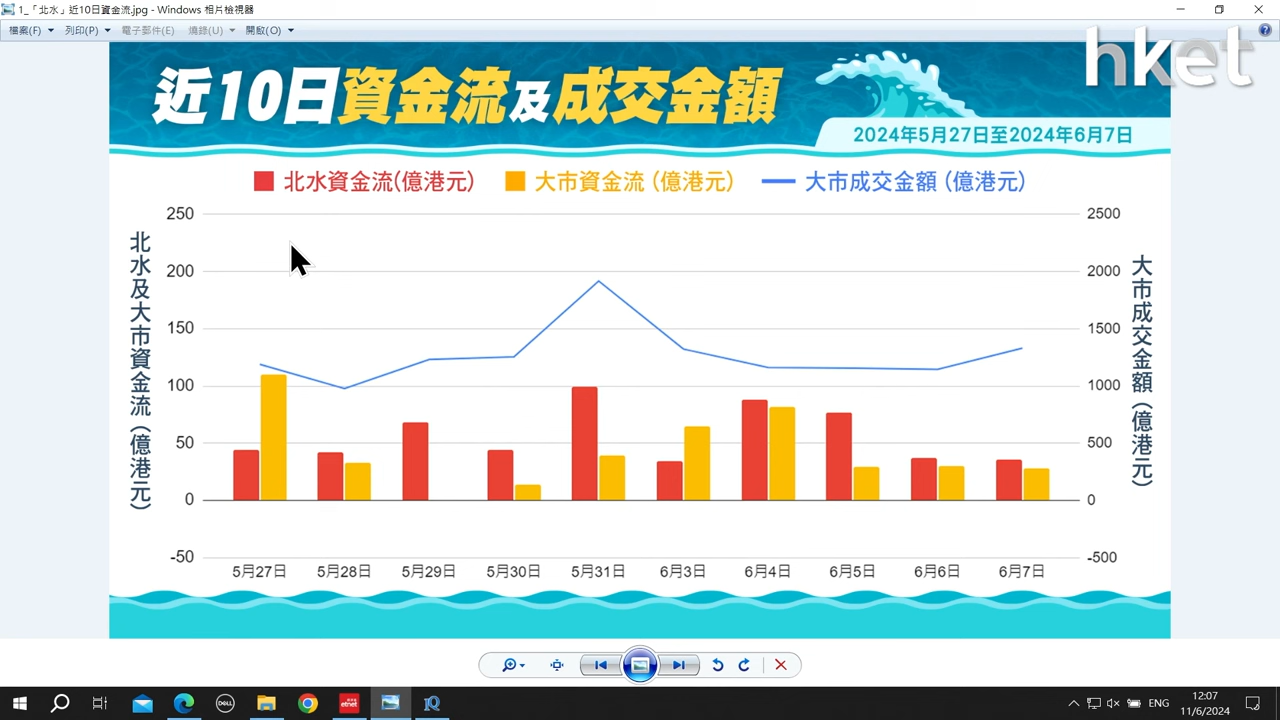 1_「北水」近10日資金流.jpg - Windows 相片檢視器
檔案(F) 列印(P) 電子郵件(E) 燒錄(U) 開啟(O)
hket
近10日資金流及成交金額
2024年5月27日至2024年6月7日
北水資金流(億港元) 大市資金流 (億港元) 大市成交金額 (億港元)
北水及大市資金流(億港元)
250
200
150
100
50
0
-50
2500
2000
1500
1000
500
0
-500
大市成交金額(億港元)
5月27日 5月28日 5月29日 5月30日 5月31日 6月3日 6月4日 6月5日 6月6日 6月7日
DELL
etnet
IQ
ENG
12:07
11/6/2024